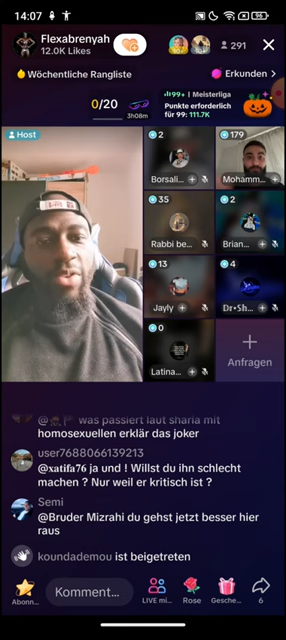 14:07
96
Flexabrenyah
12.0K Likes
291
Wöchentliche Rangliste
Erkunden >
0/20
3h08m
99+ | Meisterliga
Punkte erforderlich
für 99: 111.7K
Host
2
Borsali...
179
Mohamm...
35
Rabbi be...
2
Brian...
13
Jayly
4
Dr•Sh...
0
Latina...
Anfragen
was passiert laut sharia mit
homosexuellen erklär das joker
user7688066139213
@xatifa76 ja und ! Willst du ihn schlecht
machen ? Nur weil er kritisch ist ?
Semi
@Bruder Mizrahi du gehst jetzt besser hier
raus
koundademou ist beigetreten
Abonn...
Komment...
LIVE mi...
Rose
Gesche...
6